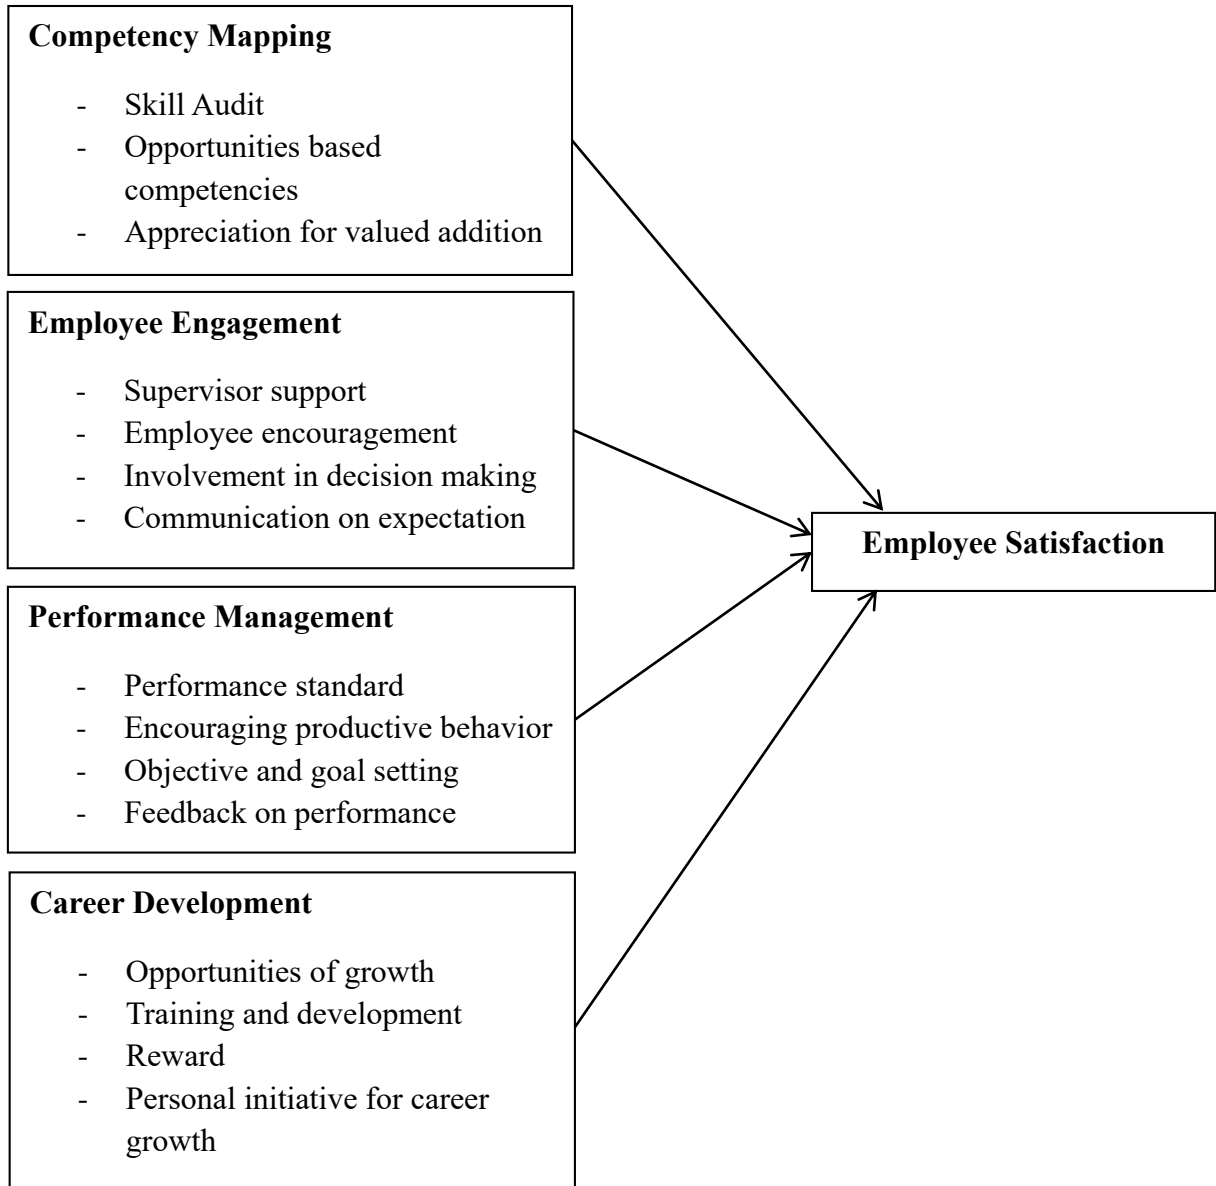 Competency Mapping
- Skill Audit
- Opportunities based
competencies
- Appreciation for valued addition
Employee Engagement
- Supervisor support
- Employee encouragement
- Involvement in decision making
- Communication on expectation
Performance Management
- Performance standard
- Encouraging productive behavior
- Objective and goal setting
- Feedback on performance
Career Development
- Opportunities of growth
- Training and development
- Reward
- Personal initiative for career
growth
Employee Satisfaction